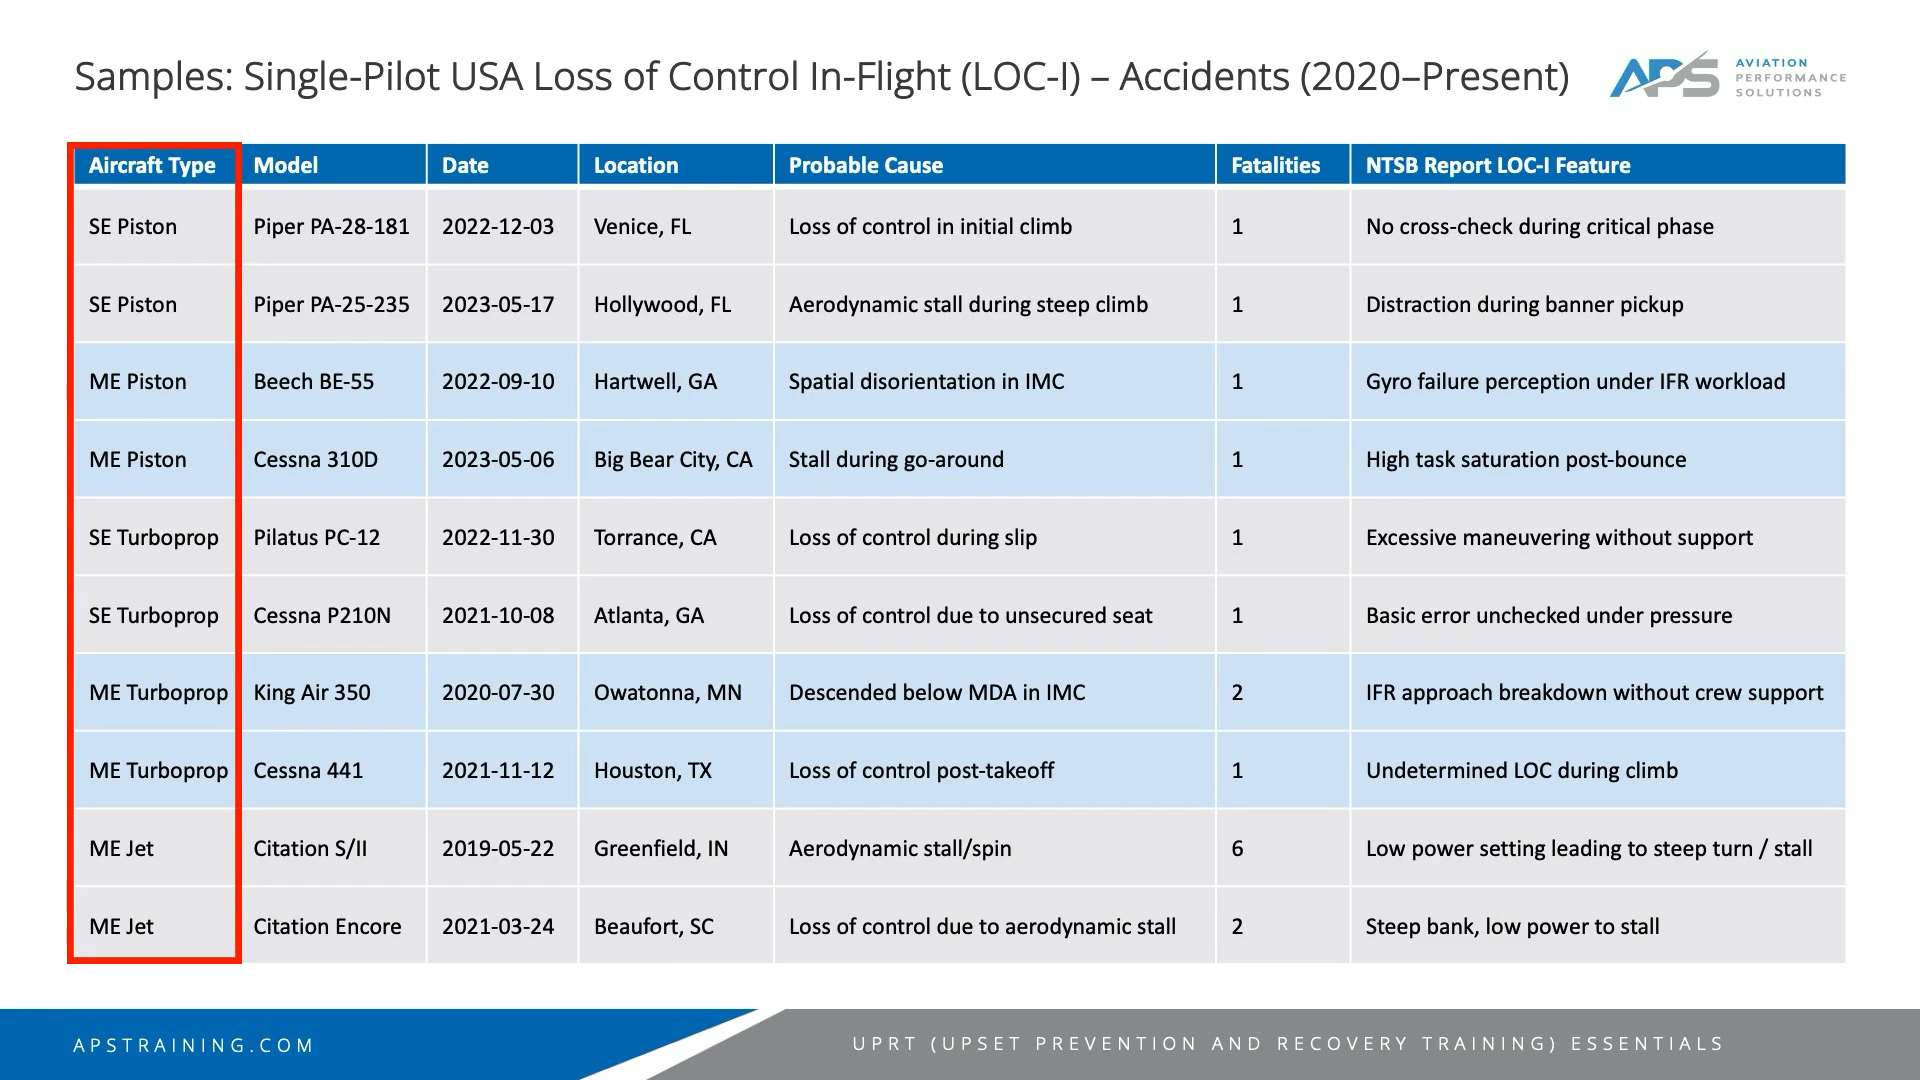 Samples: Single-Pilot USA Loss of Control In-Flight (LOC-I) – Accidents (2020–Present)
APS
AVIATION
PERFORMANCE
SOLUTIONS
Aircraft Type Model Date Location Probable Cause Fatalities NTSB Report LOC-I Feature
SE Piston Piper PA-28-181 2022-12-03 Venice, FL Loss of control in initial climb 1 No cross-check during critical phase
SE Piston Piper PA-25-235 2023-05-17 Hollywood, FL Aerodynamic stall during steep climb 1 Distraction during banner pickup
ME Piston Beech BE-55 2022-09-10 Hartwell, GA Spatial disorientation in IMC 1 Gyro failure perception under IFR workload
ME Piston Cessna 310D 2023-05-06 Big Bear City, CA Stall during go-around 1 High task saturation post-bounce
SE Turboprop Pilatus PC-12 2022-11-30 Torrance, CA Loss of control during slip 1 Excessive maneuvering without support
SE Turboprop Cessna P210N 2021-10-08 Atlanta, GA Loss of control due to unsecured seat 1 Basic error unchecked under pressure
ME Turboprop King Air 350 2020-07-30 Owatonna, MN Descended below MDA in IMC 2 IFR approach breakdown without crew support
ME Turboprop Cessna 441 2021-11-12 Houston, TX Loss of control post-takeoff 1 Undetermined LOC during climb
ME Jet Citation S/II 2019-05-22 Greenfield, IN Aerodynamic stall/spin 6 Low power setting leading to steep turn / stall
ME Jet Citation Encore 2021-03-24 Beaufort, SC Loss of control due to aerodynamic stall 2 Steep bank, low power to stall
APSTRAINING.COM
UPRT (UPSET PREVENTION AND RECOVERY TRAINING) ESSENTIALS